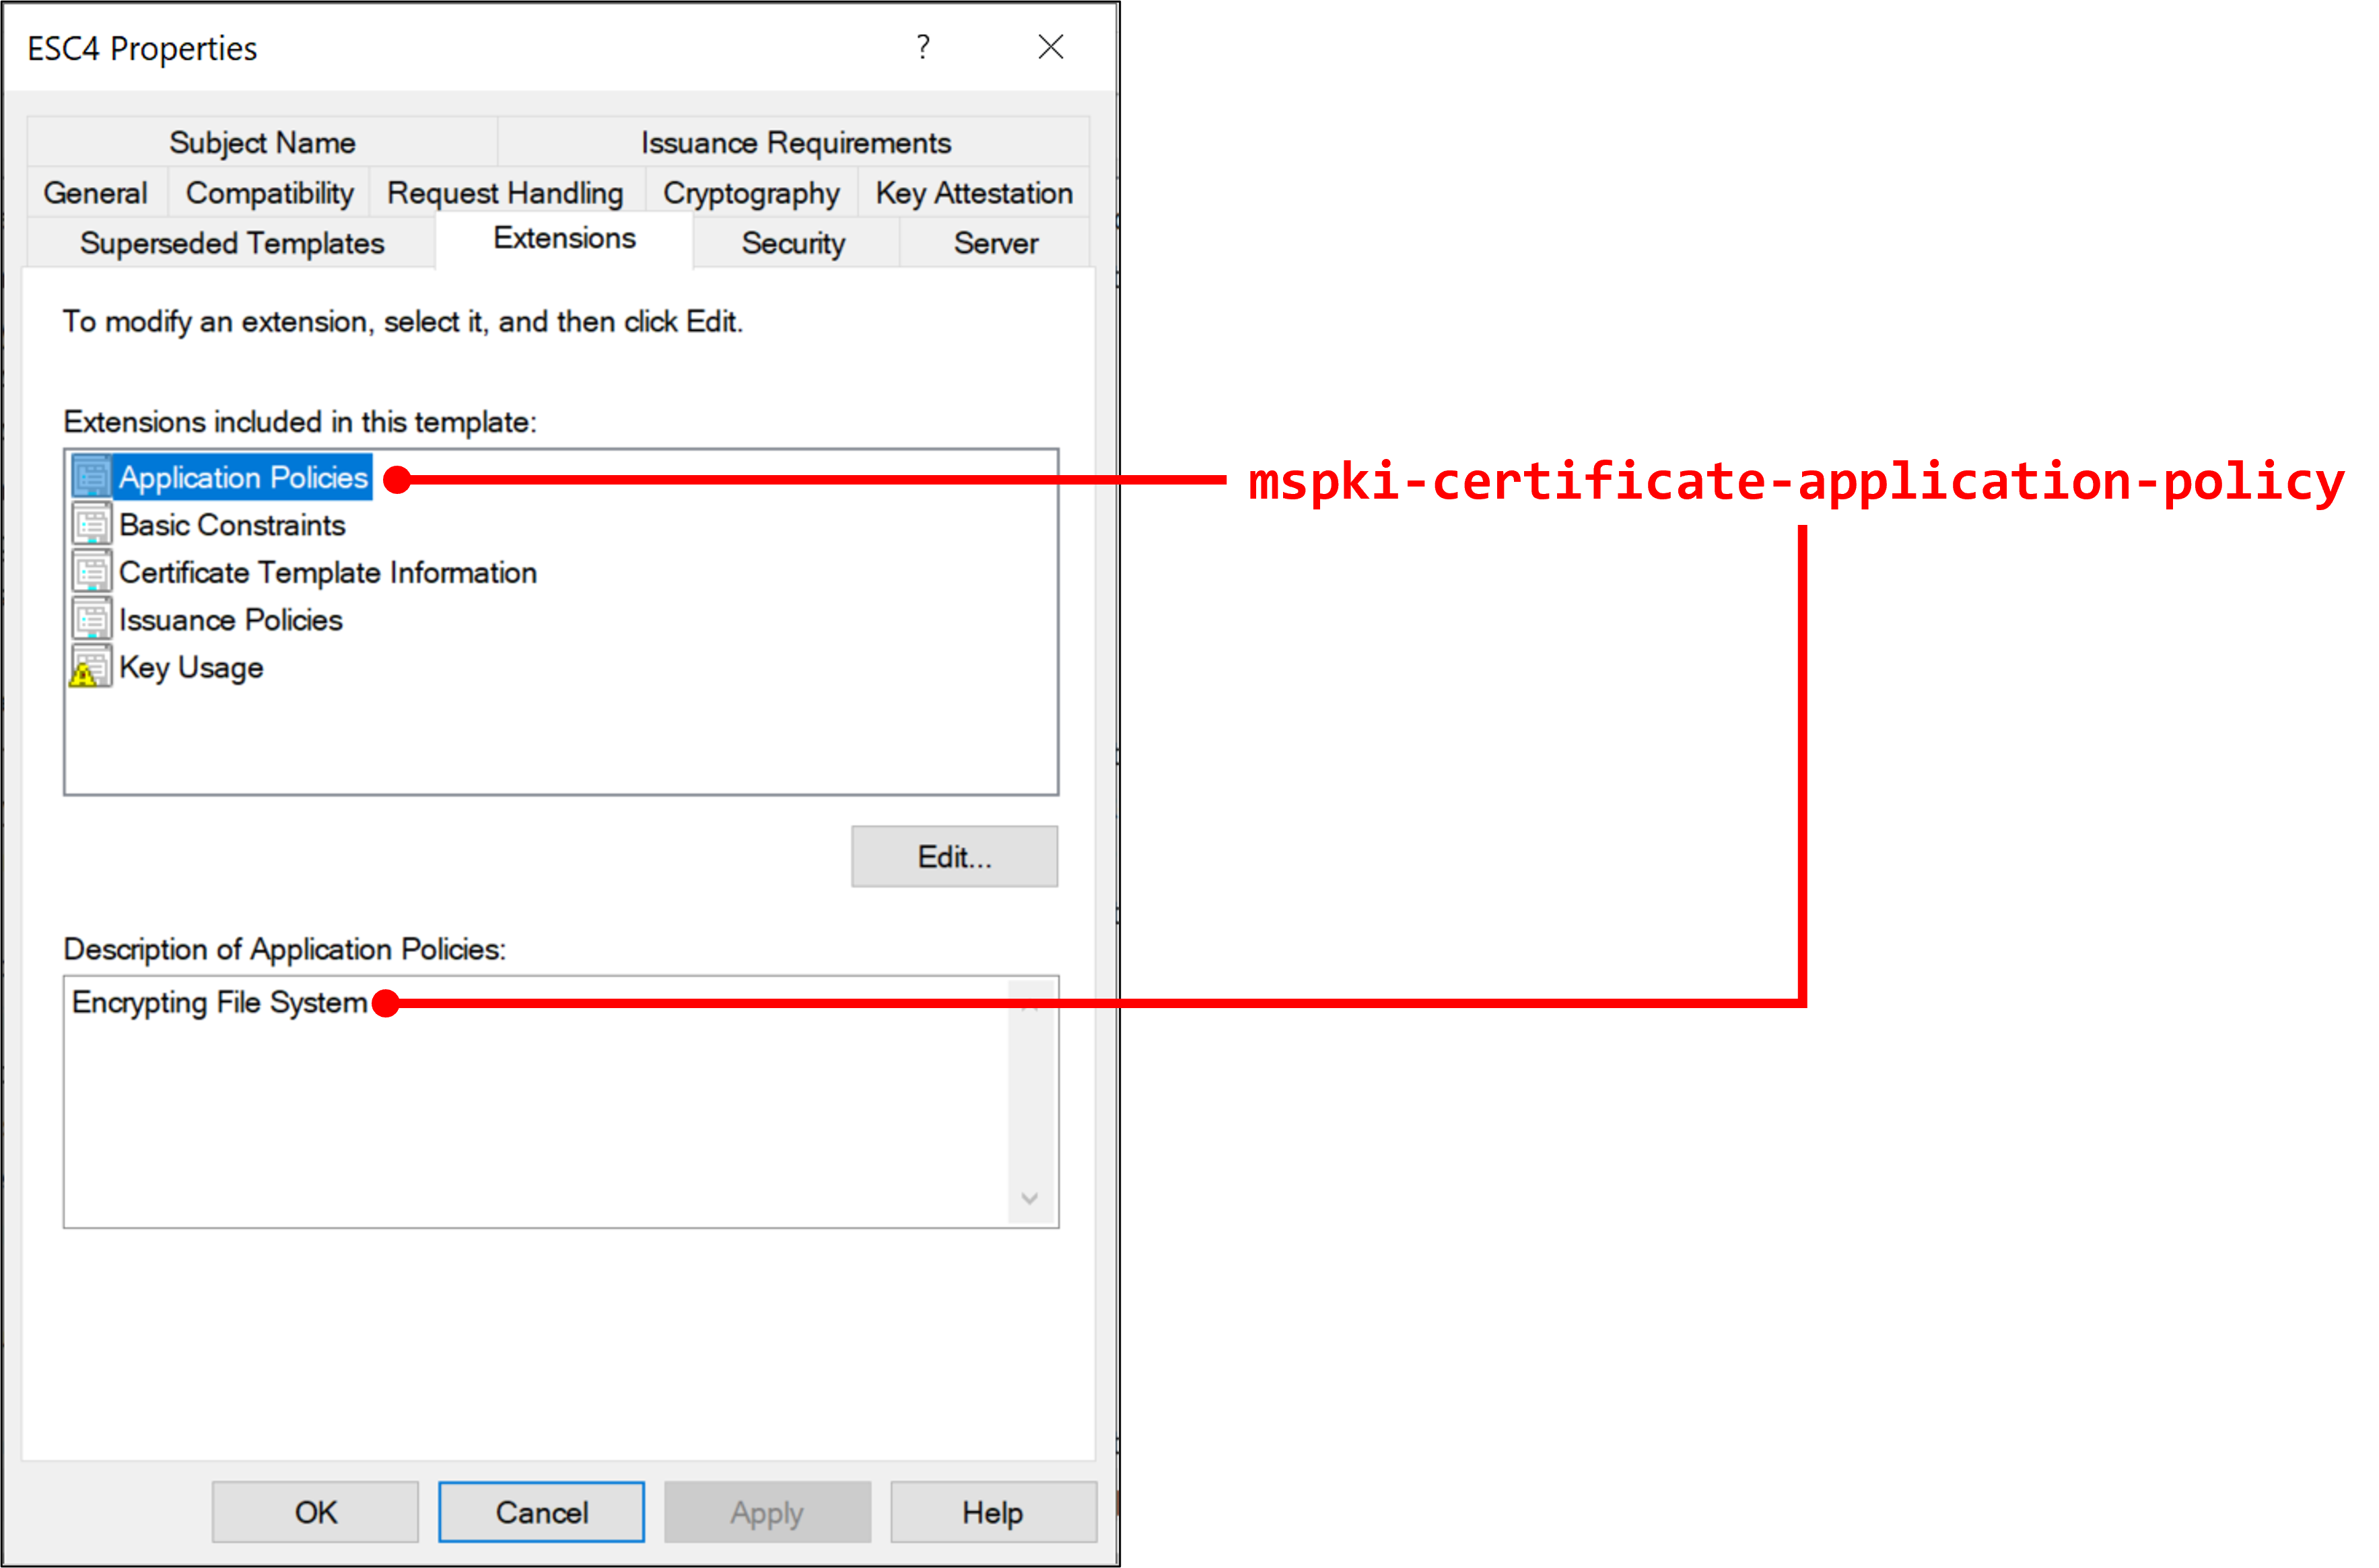 ESC4 Properties ?
Subject Name Issuance Requirements
General Compatibility Request Handling Cryptography Key Attestation
Superseded Templates Extensions Security Server
To modify an extension, select it, and then click Edit.
Extensions included in this template:
Application Policies
mspki-certificate-application-policy
Basic Constraints
Certificate Template Information
Issuance Policies
Key Usage
Edit...
Description of Application Policies:
Encrypting File System
OK Cancel Apply Help